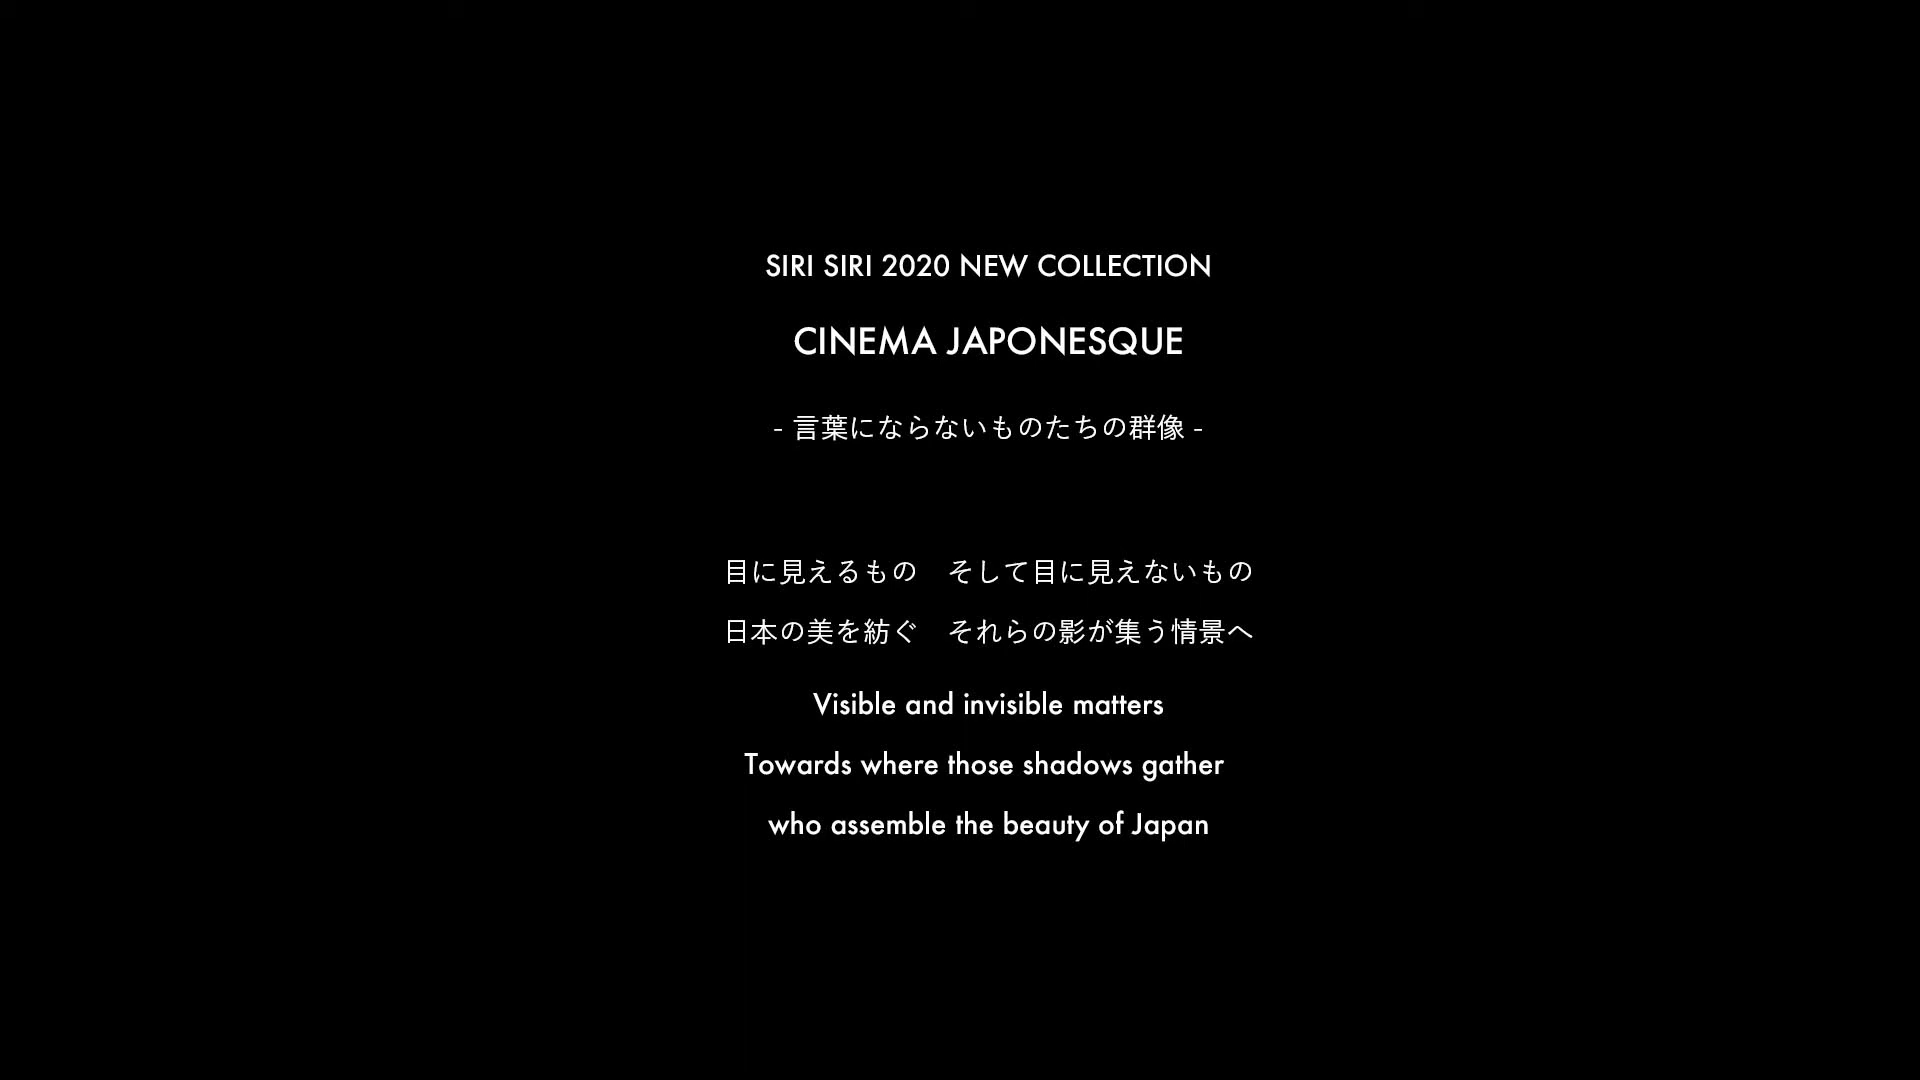 SIRI SIRI 2020 NEW COLLECTION
CINEMA JAPONESQUE
- 言葉にならないものたちの群像 -
目に見えるもの　そして目に見えないもの
日本の美を紡ぐ　それらの影が集う情景へ
Visible and invisible matters
Towards where those shadows gather
who assemble the beauty of Japan